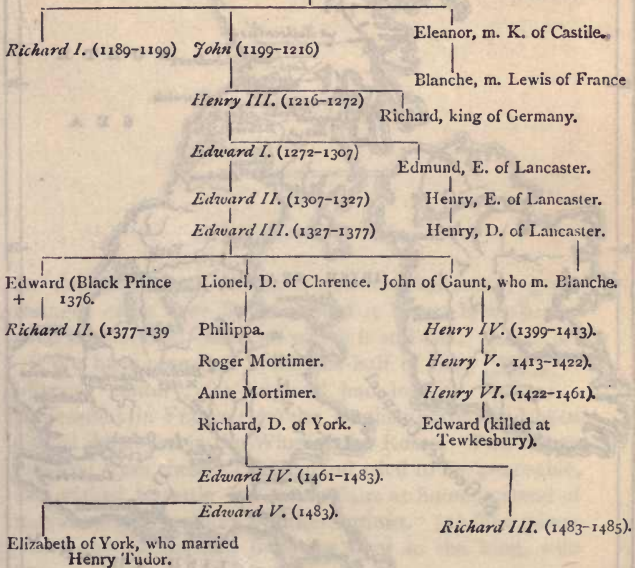 Eleanor, m. K. of Castile.
Richard I. (1189-1199) John (1199-1216)
Blanche, m. Lewis of France
Henry III. (1216-1272)
Richard, king of Germany.
Edward I. (1272-1307)
Edmund, E. of Lancaster.
Edward II. (1307-1327) Henry, E. of Lancaster.
Edward III. (1327-1377) Henry, D. of Lancaster.
Edward (Black Prince Lionel, D. of Clarence. John of Gaunt, who m. Blanche.
+ 1376.
Richard II. (1377-139 Philippa. Henry IV. (1399-1413).
Roger Mortimer. Henry V. 1413-1422).
Anne Mortimer. Henry VI. (1422-1461).
Richard, D. of York. Edward (killed at
Tewkesbury).
Edward IV. (1461-1483).
Edward V. (1483).
Richard III. (1483-1485).
Elizabeth of York, who married
Henry Tudor.